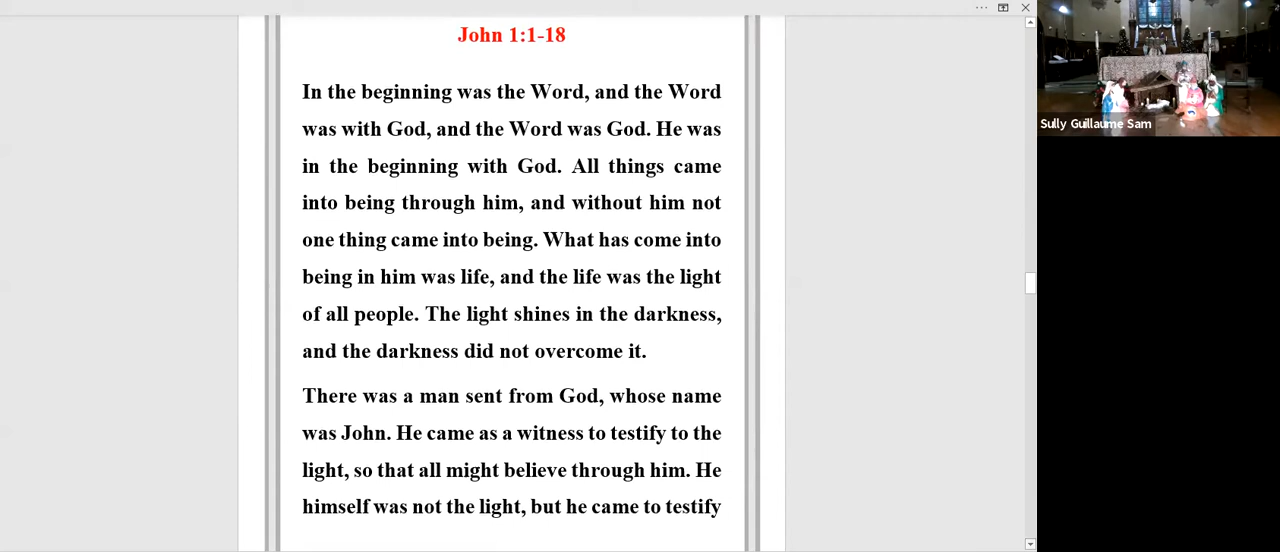 John 1:1-18
In the beginning was the Word, and the Word
was with God, and the Word was God. He was
in the beginning with God. All things came
into being through him, and without him not
one thing came into being. What has come into
being in him was life, and the life was the light
of all people. The light shines in the darkness,
and the darkness did not overcome it.
There was a man sent from God, whose name
was John. He came as a witness to testify to the
light, so that all might believe through him. He
himself was not the light, but he came to testify
Sully Guillaume Sam